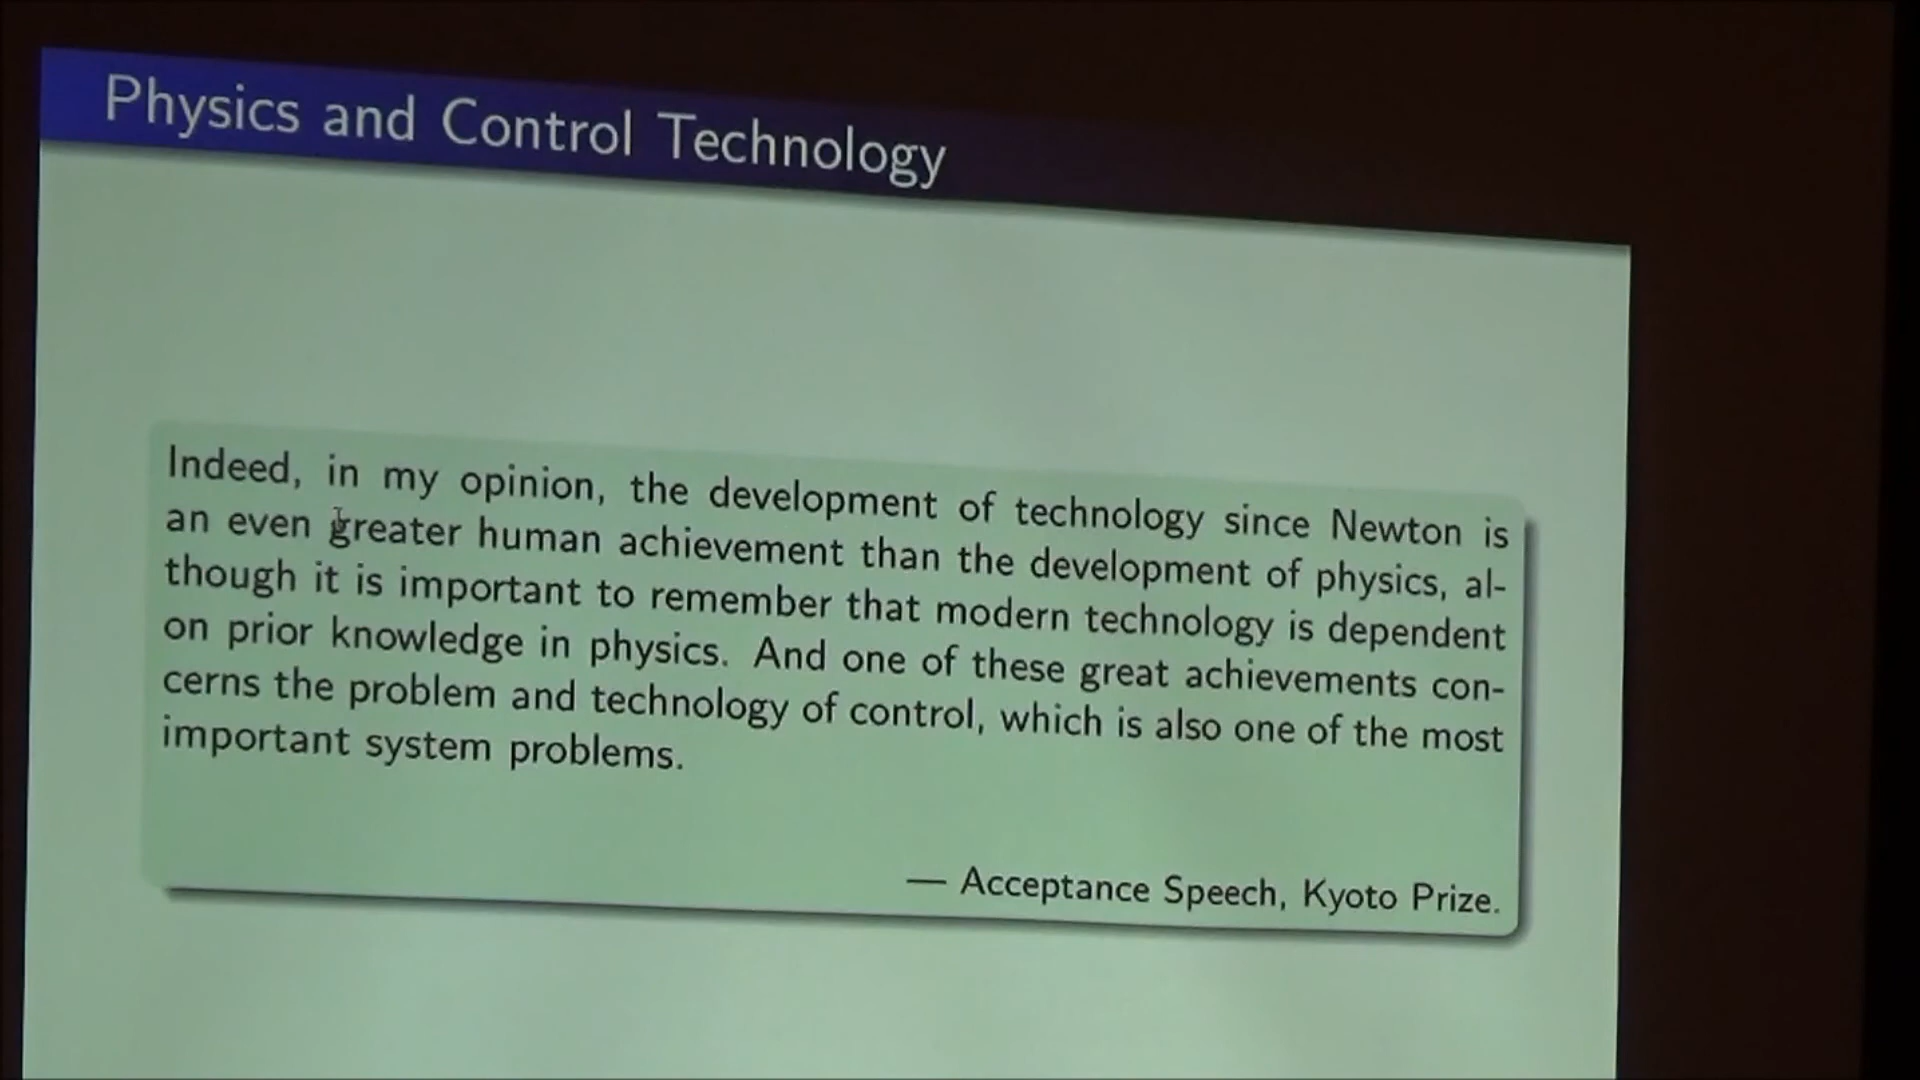 Physics and Control Technology
Indeed, in my opinion, the development of technology since Newton is
an even greater human achievement than the development of physics, al-
though it is important to remember that modern technology is dependent
on prior knowledge in physics. And one of these great achievements con-
cerns the problem and technology of control, which is also one of the most
important system problems.
— Acceptance Speech, Kyoto Prize.